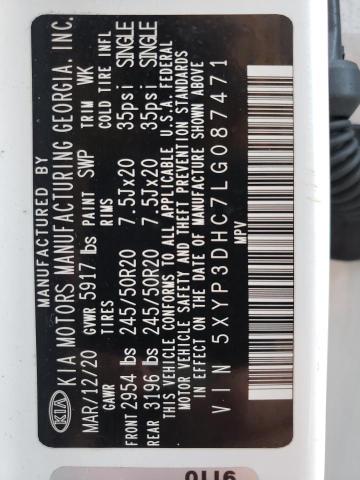 KIA
MANUFACTURED BY
KIA MOTORS MANUFACTURING GEORGIA. INC.
MAR/12/20 GVWR 5917 lbs PAINT SWP TRIM WK
GAWR TIRES RIMS COLD TIRE INFL
FRONT 2954 lbs 245/50R20 7.5Jx20 35psi SINGLE
REAR 3196 lbs 245/50R20 7.5Jx20 35psi SINGLE
THIS VEHICLE CONFORMS TO ALL APPLICABLE U.S.A. FEDERAL
MOTOR VEHICLE SAFETY AND THEFT PREVENTION STANDARDS
IN EFFECT ON THE DATE OF MANUFACTURE SHOWN ABOVE
VIN 5XYP3DHC7LG087471
MPV